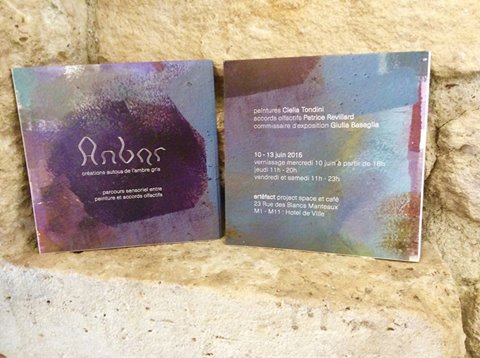 Anbar
créations autour de l'ambre gris
parcours sensoriel entre
peinture et accords olfactifs
peintures Clelia Tondini
accords olfactifs Patrice Revillard
commissaire d'exposition Giulia Basaglia
10 - 13 juin 2015
vernissage mercredi 10 juin à partir de 18h
jeudi 11h - 20h
vendredi et samedi 11h - 23h
artéfact project space et café
23 Rue des Blancs Manteaux
M1 - M11 : Hotel de Ville